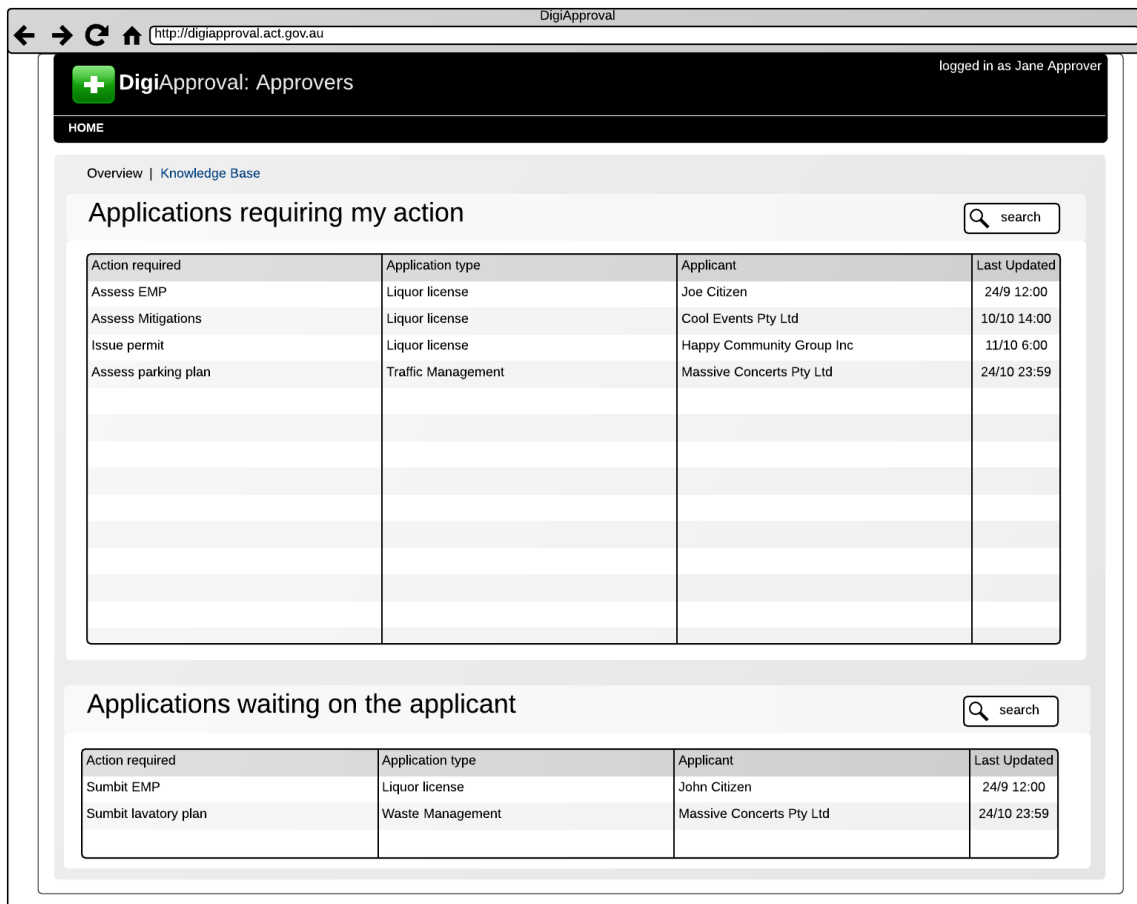 DigiApproval
http://digiapproval.act.gov.au
logged in as Jane Approver
DigiApproval: Approvers
HOME
Overview | Knowledge Base
Applications requiring my action
search
Action required Application type Applicant Last Updated
Assess EMP Liquor license Joe Citizen 24/9 12:00
Assess Mitigations Liquor license Cool Events Pty Ltd 10/10 14:00
Issue permit Liquor license Happy Community Group Inc 11/10 6:00
Assess parking plan Traffic Management Massive Concerts Pty Ltd 24/10 23:59
Applications waiting on the applicant
search
Action required Application type Applicant Last Updated
Sumbit EMP Liquor license John Citizen 24/9 12:00
Sumbit lavatory plan Waste Management Massive Concerts Pty Ltd 24/10 23:59